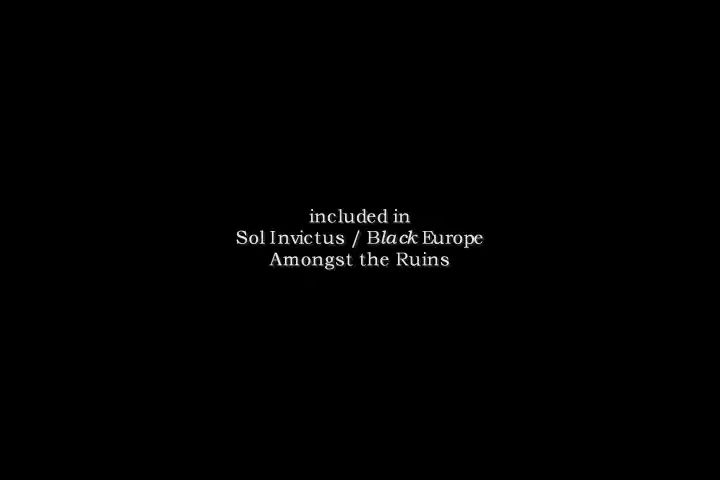 included in
Sol Invictus / Black Europe
Amongst the Ruins